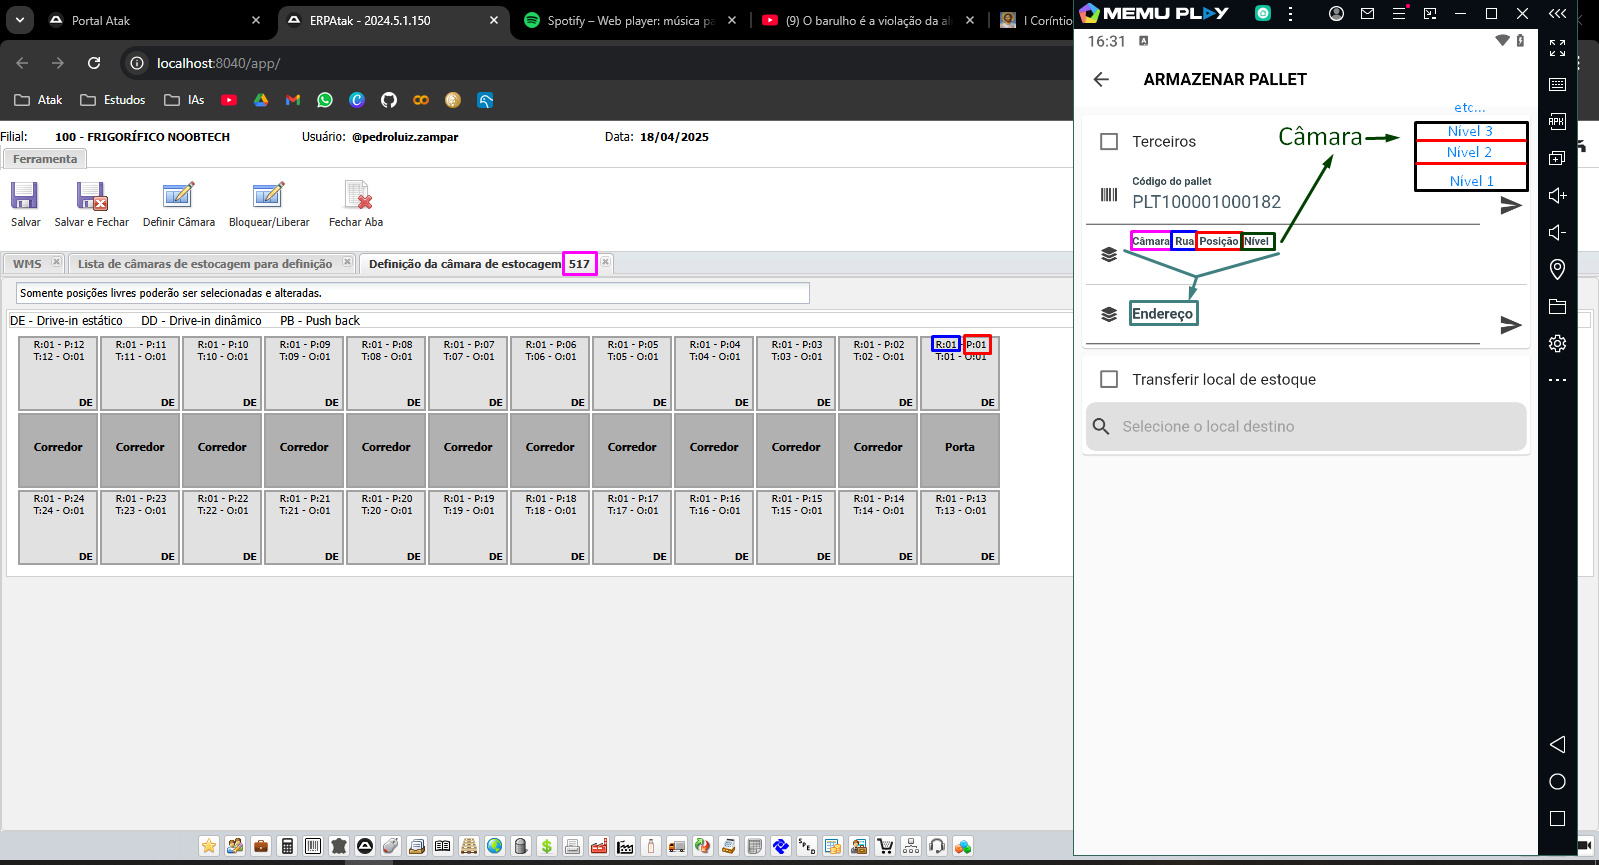 Portal Atak
ERPAtak - 2024.5.1.150
Spotify – Web player: música pa
(9) O barulho é a violação da al
I Coríntio
localhost:8040/app/
Atak
Estudos
IAs
Filial:
100 - FRIGORÍFICO NOOBTECH
Usuário:
@pedroluiz.zampar
Data:
18/04/2025
Ferramenta
Salvar
Salvar e Fechar
Definir Câmara
Bloquear/Liberar
Fechar Aba
WMS
Lista de câmaras de estocagem para definição
Definição da câmara de estocagem 517
Somente posições livres poderão ser selecionadas e alteradas.
DE - Drive-in estático DD - Drive-in dinâmico PB - Push back
R:01 - P:12 R:01 - P:11 R:01 - P:10 R:01 - P:09 R:01 - P:08 R:01 - P:07 R:01 - P:06 R:01 - P:05 R:01 - P:04 R:01 - P:03 R:01 - P:02 R:01 - P:01
T:12 - O:01 T:11 - O:01 T:10 - O:01 T:09 - O:01 T:08 - O:01 T:07 - O:01 T:06 - O:01 T:05 - O:01 T:04 - O:01 T:03 - O:01 T:02 - O:01 T:01 - O:01
DE DE DE DE DE DE DE DE DE DE DE DE
Corredor Corredor Corredor Corredor Corredor Corredor Corredor Corredor Corredor Corredor Corredor Porta
R:01 - P:24 R:01 - P:23 R:01 - P:22 R:01 - P:21 R:01 - P:20 R:01 - P:19 R:01 - P:18 R:01 - P:17 R:01 - P:16 R:01 - P:15 R:01 - P:14 R:01 - P:13
T:24 - O:01 T:23 - O:01 T:22 - O:01 T:21 - O:01 T:20 - O:01 T:19 - O:01 T:18 - O:01 T:17 - O:01 T:16 - O:01 T:15 - O:01 T:14 - O:01 T:13 - O:01
DE DE DE DE DE DE DE DE DE DE DE DE
SPED
MEMU PLAY
16:31
ARMAZENAR PALLET
etc...
Terceiros
Câmara
Nível 3
Nível 2
Nível 1
Código do pallet
PLT100001000182
Câmara Rua Posição Nível
Endereço
Transferir local de estoque
Selecione o local destino
APK